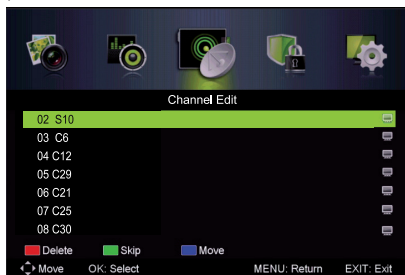 Channel Edit
02 S10
03 C6
04 C12
05 C29
06 C21
07 C25
08 C30
Delete Skip Move
Move OK: Select MENU: Return EXIT: Exit